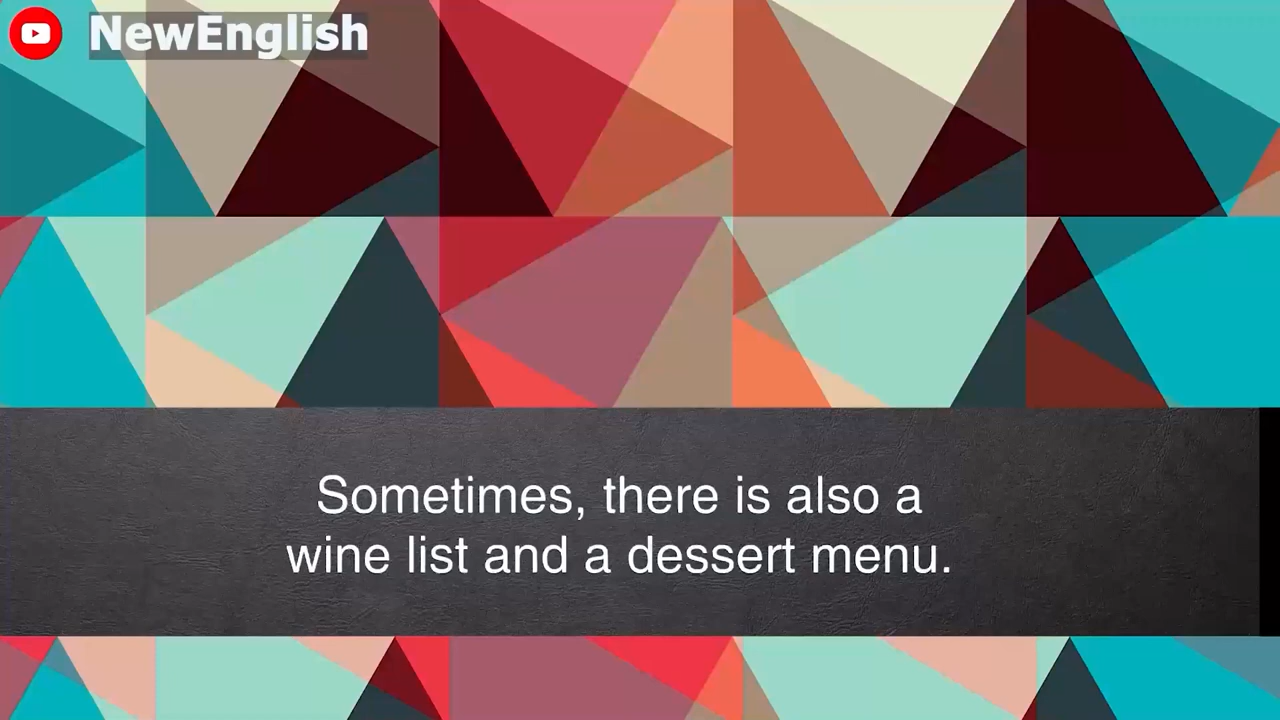 NewEnglish
Sometimes, there is also a
wine list and a dessert menu.